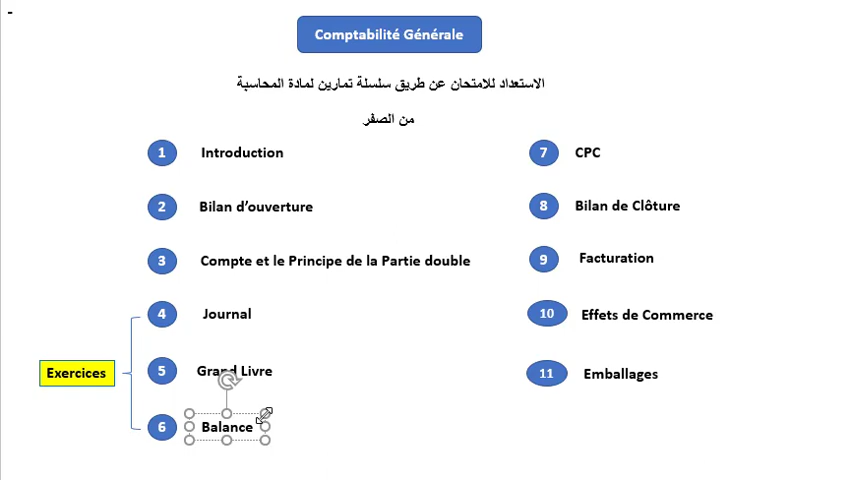 Comptabilité Générale
الاستعداد للامتحان عن طريق سلسلة تمارين لمادة المحاسبة
من الصفر
1 Introduction
2 Bilan d’ouverture
3 Compte et le Principe de la Partie double
4 Journal
Exercices
5 Grand Livre
6 Balance
7 CPC
8 Bilan de Clôture
9 Facturation
10 Effets de Commerce
11 Emballages